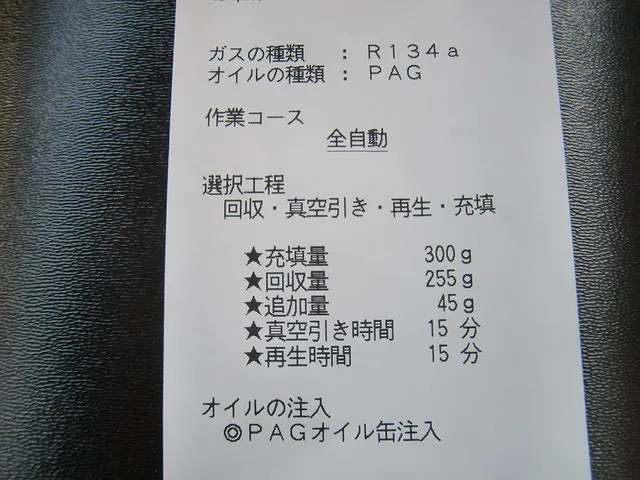 ガスの種類 : R134a
オイルの種類 : PAG
作業コース
全自動
選択工程
回収・真空引き・再生・充填
★充填量 300g
★回収量 255g
★追加量 45g
★真空引き時間 15 分
★再生時間 15 分
オイルの注入
◎PAGオイル缶注入